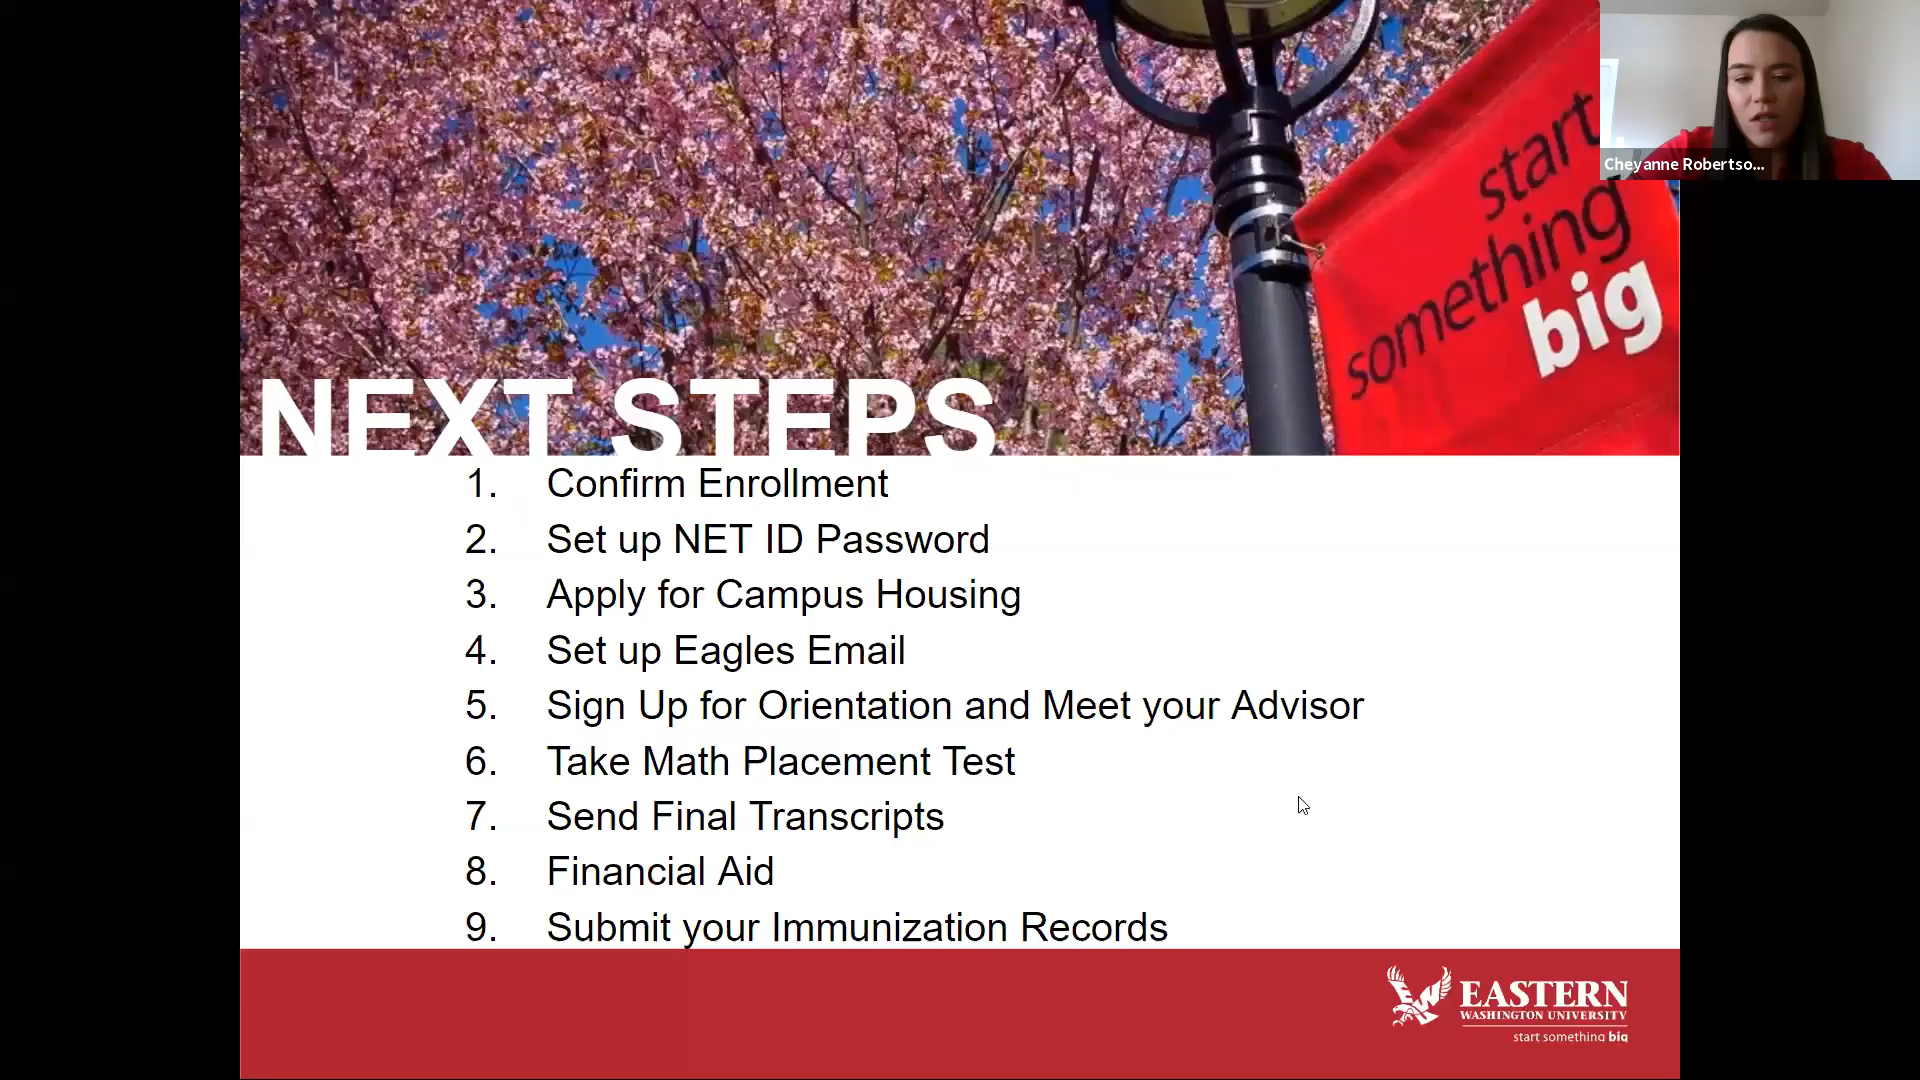 start
something
big
Cheyanne Robertso...
NEXT STEPS
1. Confirm Enrollment
2. Set up NET ID Password
3. Apply for Campus Housing
4. Set up Eagles Email
5. Sign Up for Orientation and Meet your Advisor
6. Take Math Placement Test
7. Send Final Transcripts
8. Financial Aid
9. Submit your Immunization Records
EASTERN
WASHINGTON UNIVERSITY
start something big